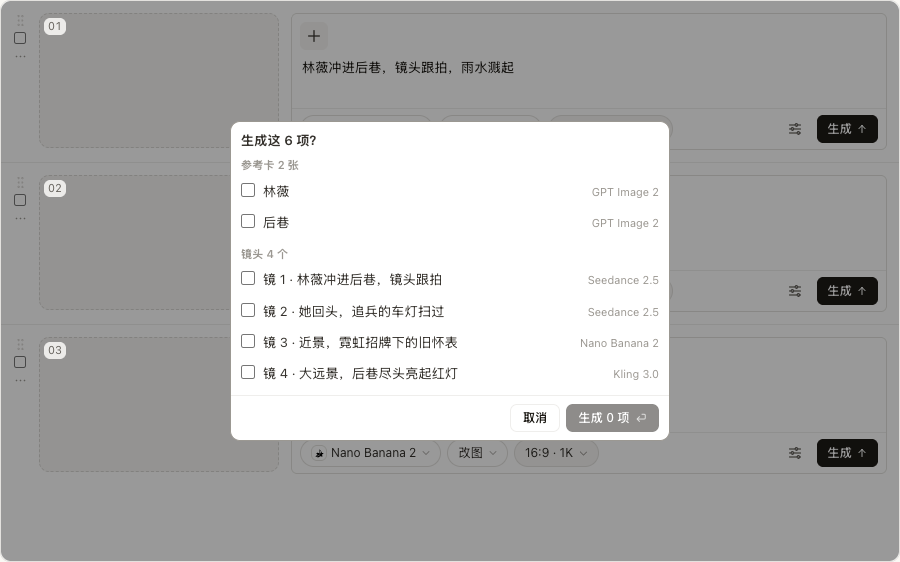 01
林薇冲进后巷，镜头跟拍，雨水溅起
生成 ↑
生成这 6 项?
参考卡 2 张
林薇 GPT Image 2
后巷 GPT Image 2
镜头 4 个
镜 1 · 林薇冲进后巷，镜头跟拍 Seedance 2.5
镜 2 · 她回头，追兵的车灯扫过 Seedance 2.5
镜 3 · 近景，霓虹招牌下的旧怀表 Nano Banana 2
镜 4 · 大远景，后巷尽头亮起红灯 Kling 3.0
取消 生成 0 项
02
生成 ↑
03
Nano Banana 2 改图 16:9 · 1K 生成 ↑